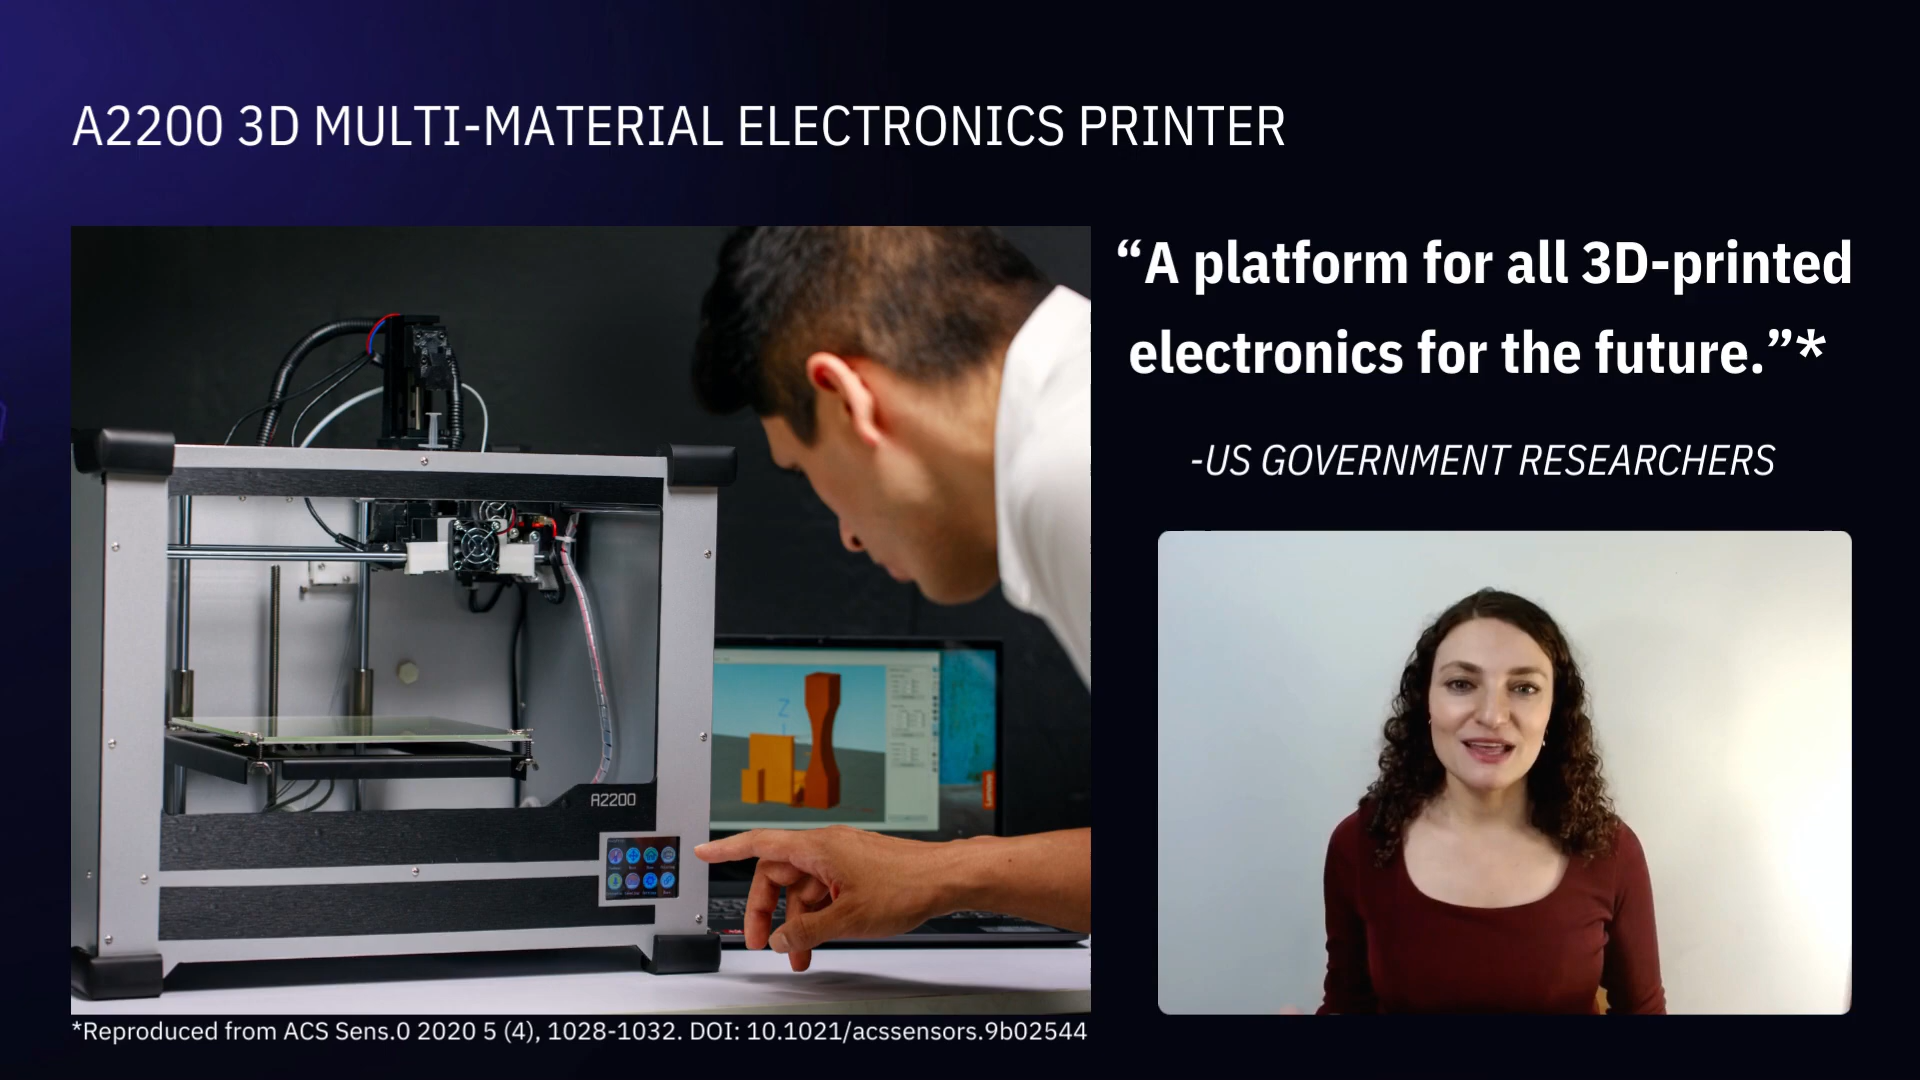 A2200 3D MULTI-MATERIAL ELECTRONICS PRINTER
“A platform for all 3D-printed
electronics for the future.”*
-US GOVERNMENT RESEARCHERS
Z
A2200
Lenovo
*Reproduced from ACS Sens.0 2020 5 (4), 1028-1032. DOI: 10.1021/acssensors.9b02544